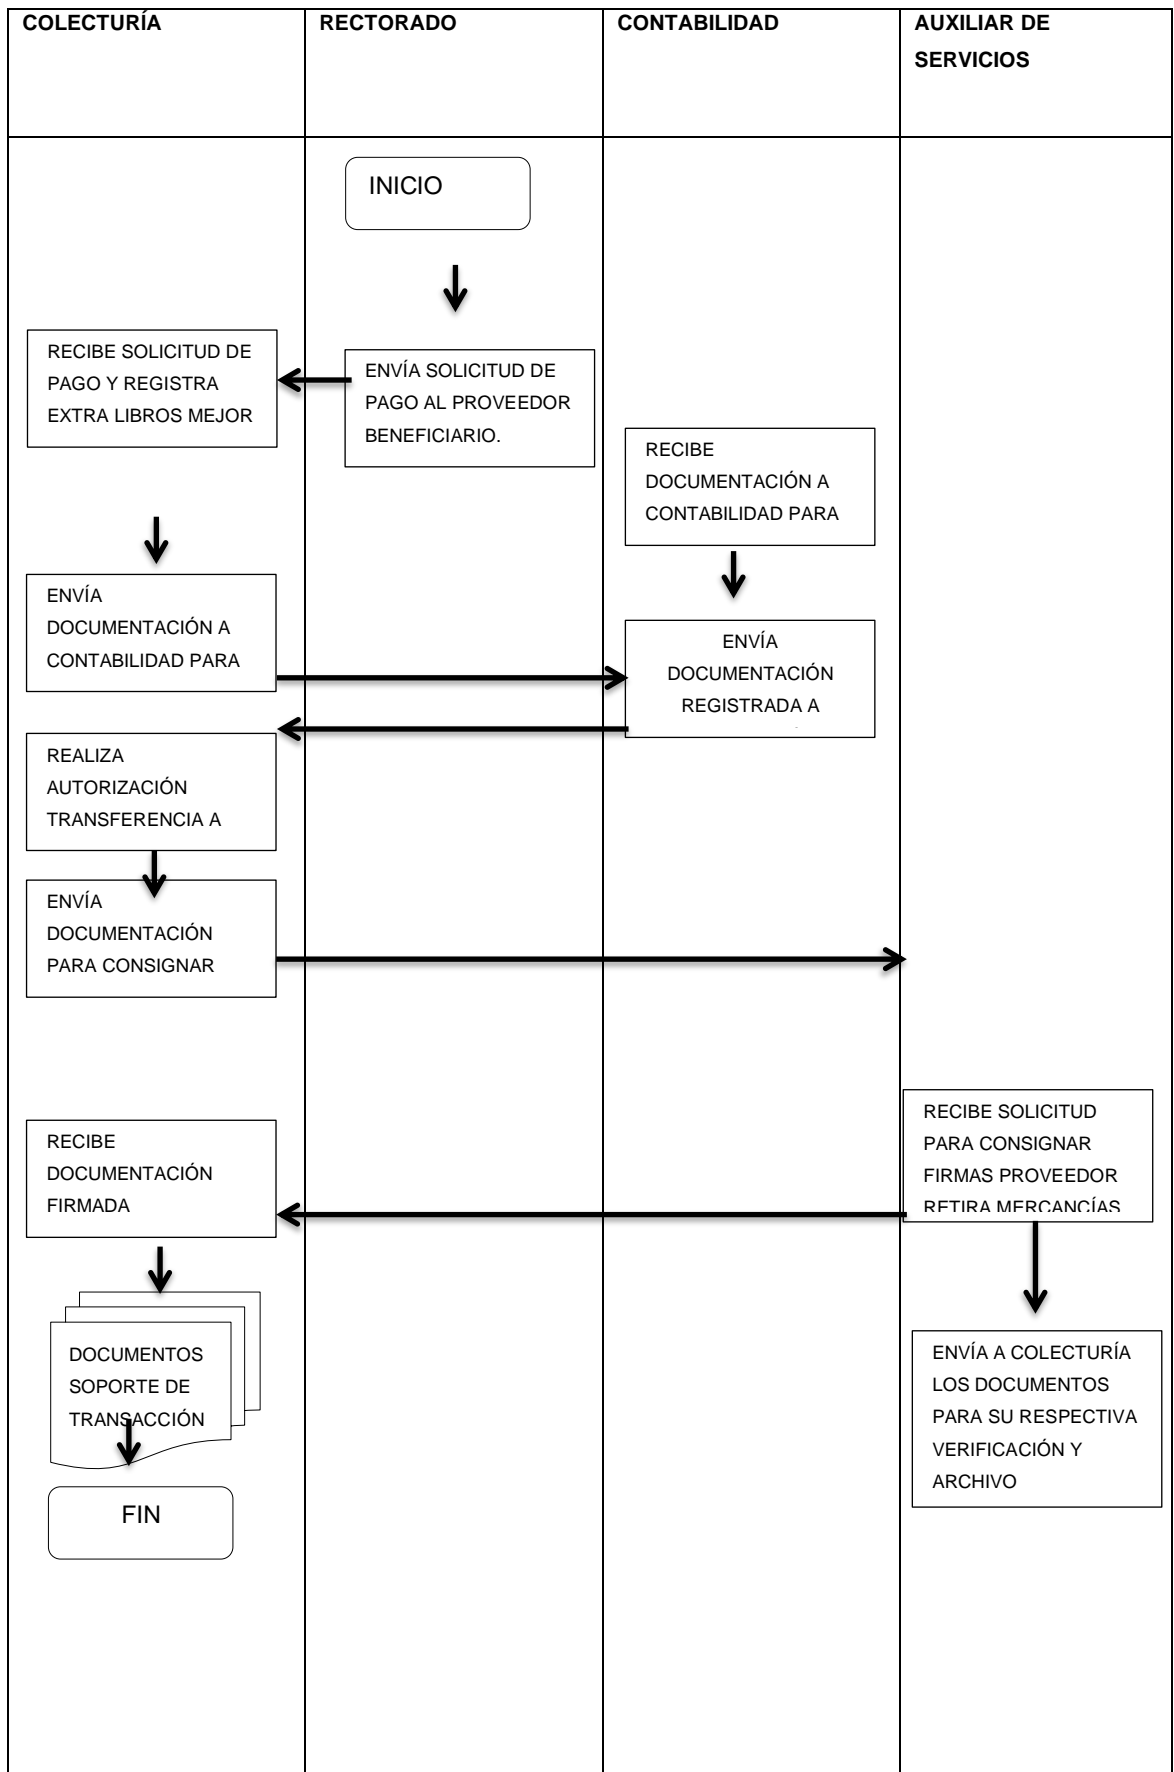 COLECTURÍA
RECTORADO
CONTABILIDAD
AUXILIAR DE
SERVICIOS
INICIO
RECIBE SOLICITUD DE
PAGO Y REGISTRA
EXTRA LIBROS MEJOR
ENVÍA SOLICITUD DE
PAGO AL PROVEEDOR
BENEFICIARIO.
RECIBE
DOCUMENTACIÓN A
CONTABILIDAD PARA
ENVÍA
DOCUMENTACIÓN A
CONTABILIDAD PARA
ENVÍA
DOCUMENTACIÓN
REGISTRADA A
REALIZA
AUTORIZACIÓN
TRANSFERENCIA A
ENVÍA
DOCUMENTACIÓN
PARA CONSIGNAR
RECIBE SOLICITUD
PARA CONSIGNAR
FIRMAS PROVEEDOR
RETIRA MERCANCÍAS
RECIBE
DOCUMENTACIÓN
FIRMADA
DOCUMENTOS
SOPORTE DE
TRANSACCIÓN
ENVÍA A COLECTURÍA
LOS DOCUMENTOS
PARA SU RESPECTIVA
VERIFICACIÓN Y
ARCHIVO
FIN